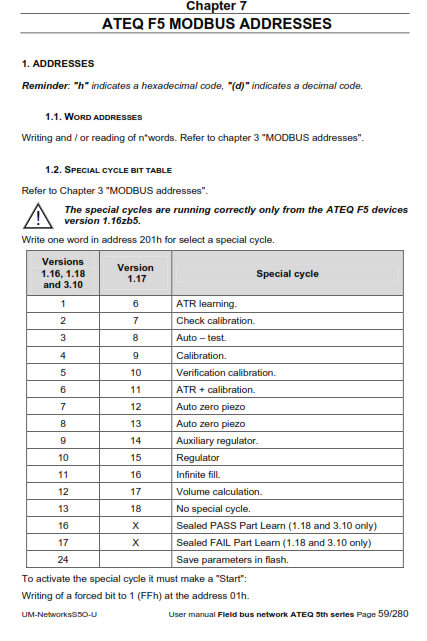 Chapter 7
ATEQ F5 MODBUS ADDRESSES
1. ADDRESSES
Reminder: "h" indicates a hexadecimal code, "(d)" indicates a decimal code.
1.1. WORD ADDRESSES
Writing and / or reading of n*words. Refer to chapter 3 "MODBUS addresses".
1.2. SPECIAL CYCLE BIT TABLE
Refer to Chapter 3 "MODBUS addresses".
The special cycles are running correctly only from the ATEQ F5 devices
version 1.16zb5.
Write one word in address 201h for select a special cycle.
Versions 1.16, 1.18 and 3.10 Version 1.17 Special cycle
1 6 ATR learning.
2 7 Check calibration.
3 8 Auto – test.
4 9 Calibration.
5 10 Verification calibration.
6 11 ATR + calibration.
7 12 Auto zero piezo
8 13 Auto zero piezo
9 14 Auxiliary regulator.
10 15 Regulator
11 16 Infinite fill.
12 17 Volume calculation.
13 18 No special cycle.
16 X Sealed PASS Part Learn (1.18 and 3.10 only)
17 X Sealed FAIL Part Learn (1.18 and 3.10 only)
24 Save parameters in flash.
To activate the special cycle it must make a "Start":
Writing of a forced bit to 1 (FFh) at the address 01h.
UM-NetworksS5O-U User manual Field bus network ATEQ 5th series Page 59/280